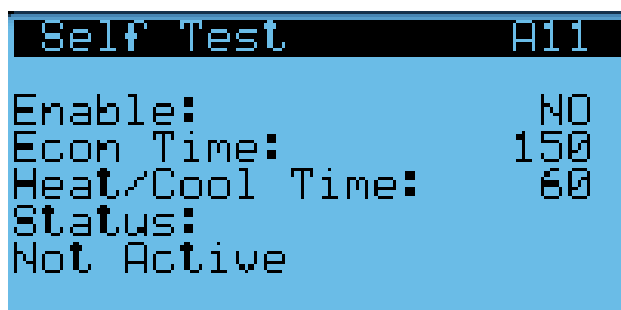 Self Test A11
Enable: NO
Econ Time: 150
Heat/Cool Time: 60
Status:
Not Active